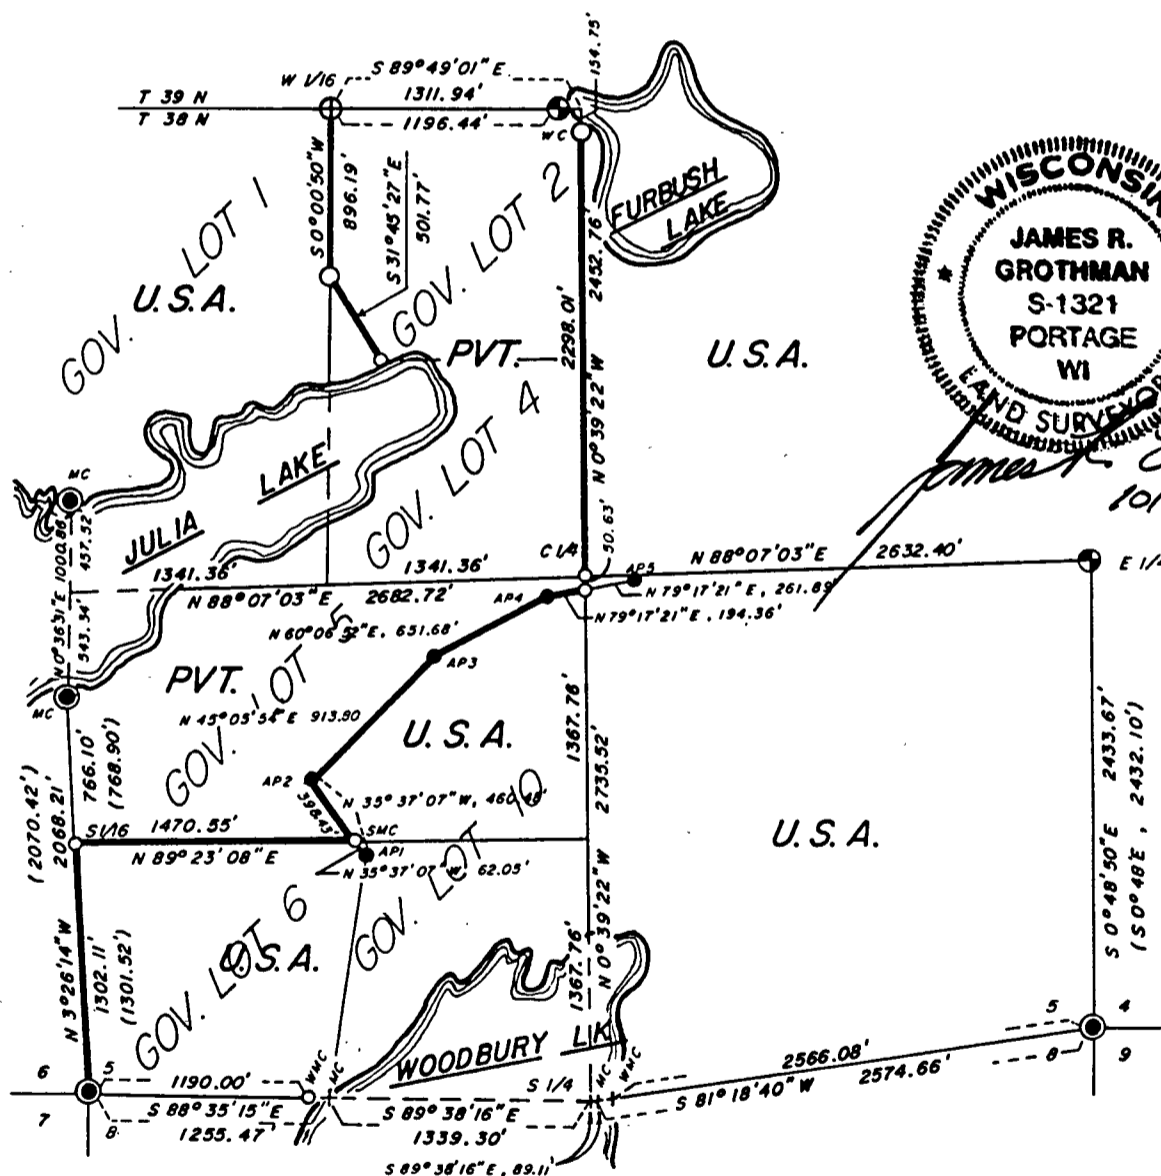 154.75'
S 89°49'01" E
W 1/16
1311.94'
T 39 N
T 38 N
1196.44'
WC
S 0°00'50" W
896.19'
S 31°45'27" E
501.77'
GOV. LOT 1
GOV. LOT 2
U.S.A.
FURBUSH
LAKE
2452.76'
2298.01'
N 0°39'22" W
PVT.
U.S.A.
GOV. LOT 4
WISCONSIN
JAMES R.
GROTHMAN
S-1321
PORTAGE
WI
LAND SURVEYOR
James R.
MC
JULIA
LAKE
N 0°36'31" E 1000.86'
457.52'
543.34'
1341.36'
1341.36'
C 1/4
50.63'
N 88°07'03" E 2632.40'
E 1/4
N 88°07'03" E 2682.72'
AP5
N 79°17'21" E, 261.89'
AP4
N 79°17'21" E, 194.36'
N 60°06'52" E, 651.68'
AP3
PVT.
GOV. LOT 5
MC
N 45°05'54" E 913.90
U.S.A.
766.10'
(768.90')
(2070.42')
2068.21'
AP2
N 35°37'07" W, 460.48'
398.43'
1367.76'
2735.52'
S 1/16
1470.55'
SMC
N 89°23'08" E
AP1
N 35°37'07" W 62.05'
GOV. LOT 10
U.S.A.
S 0°48'50" E 2433.67'
(S 0°48'E, 2432.10')
N 3°26'14" W
1302.11'
(1301.52')
GOV. LOT 6
U.S.A.
1367.76'
N 0°39'22" W
WOODBURY LK.
6 5
7 8
1190.00'
WMC
MC
S 88°35'15" E
1255.47'
S 1/4
MC
WMC
S 89°38'16" E
1339.30'
S 89°38'16" E, 89.11'
2566.08'
2574.66'
S 81°18'40" W
5 4
8 9